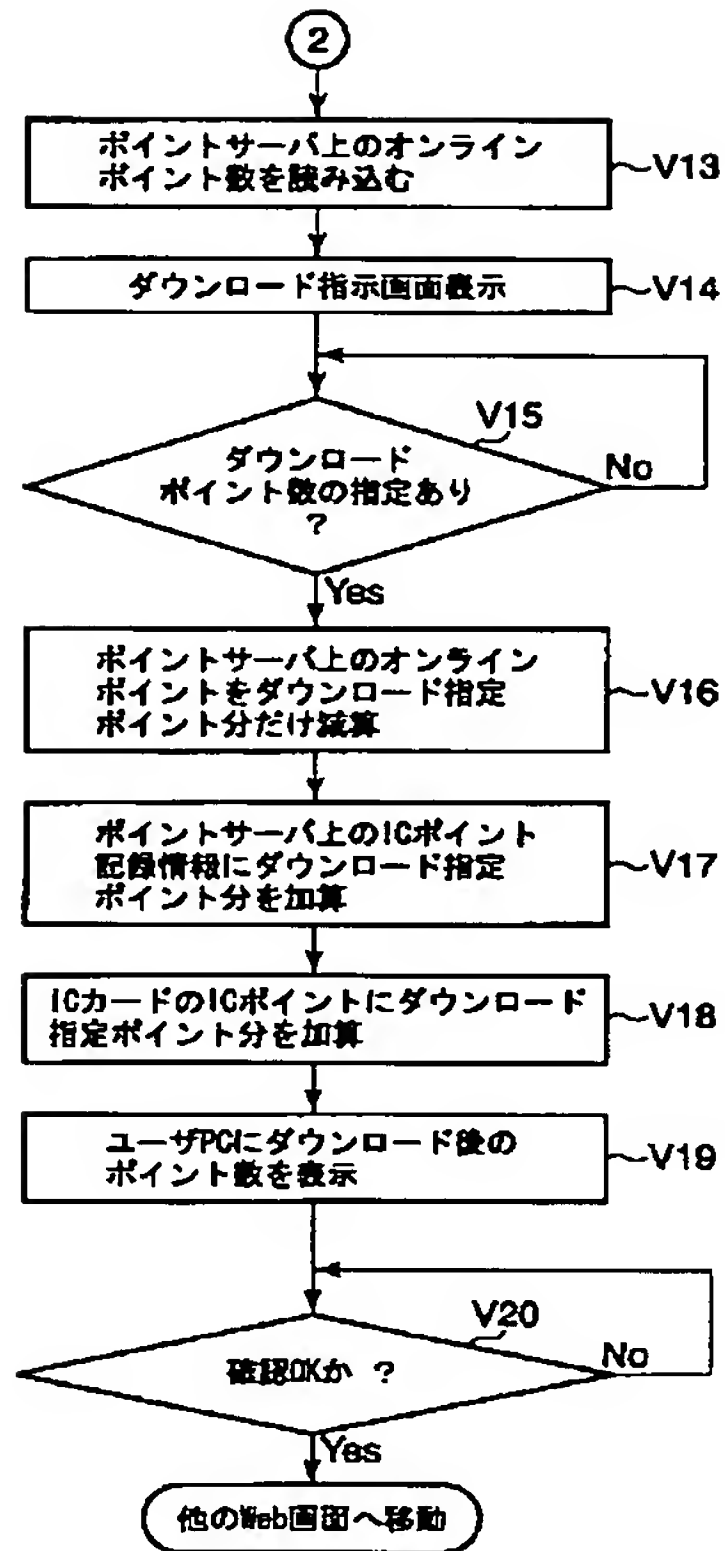 2
ポイントサーバ上のオンライン
ポイント数を読み込む
V13
ダウンロード指示画面表示
V14
V15
ダウンロード
ポイント数の指定あり
?
No
Yes
ポイントサーバ上のオンライン
ポイントをダウンロード指定
ポイント分だけ減算
V16
ポイントサーバ上のICポイント
記録情報にダウンロード指定
ポイント分を加算
V17
ICカードのICポイントにダウンロード
指定ポイント分を加算
V18
ユーザPCにダウンロード後の
ポイント数を表示
V19
V20
確認OKか ?
No
Yes
他のWeb画面へ移動